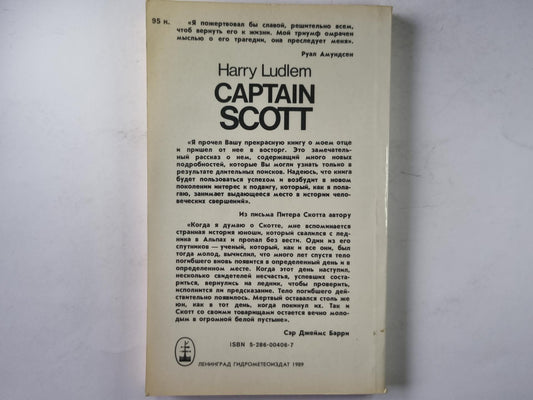 95 к.
«Я пожертвовал бы славой, решительно всем,
чтоб вернуть его к жизни. Мой триумф омрачен
мыслью о его трагедии, она преследует меня».
Руал Амундсен
Harry Ludlem
CAPTAIN
SCOTT
«Я прочел Вашу прекрасную книгу о моем отце
и пришел от нее в восторг. Это замечатель-
ный рассказ о нем, содержащий много новых
подробностей, которые Вы могли узнать только в
результате длительных поисков. Надеюсь, что книга
будет пользоваться успехом и возбудит в новом
поколении интерес к подвигу, который, как я пола-
гаю, занимает выдающееся место в истории чело-
веческих свершений».
Из письма Питера Скотта автору
«Когда я думаю о Скотте, мне вспоминается
странная история юноши, который свалился с лед-
ника в Альпах и пропал без вести. Один из его
спутников — ученый, который, как и все они, был
тогда молод, вычислил, что много лет спустя тело
погибшего вновь появится в определенный день и в
определенном месте. Когда этот день наступил,
несколько свидетелей несчастья, успевших соста-
риться, вернулись на ледник, чтобы проверить,
исполнится ли предсказание. Тело погибшего дей-
ствительно появилось. Мертвый оставался столь же
юн, как в тот день, когда покинул их. Так и
Скотт со своими товарищами остается вечно моло-
дым в огромной белой пустыне».
Сэр Джеймс Барри
ISBN 5-286-00406-7
ЛЕНИНГРАД ГИДРОМЕТЕОИЗДАТ 1989